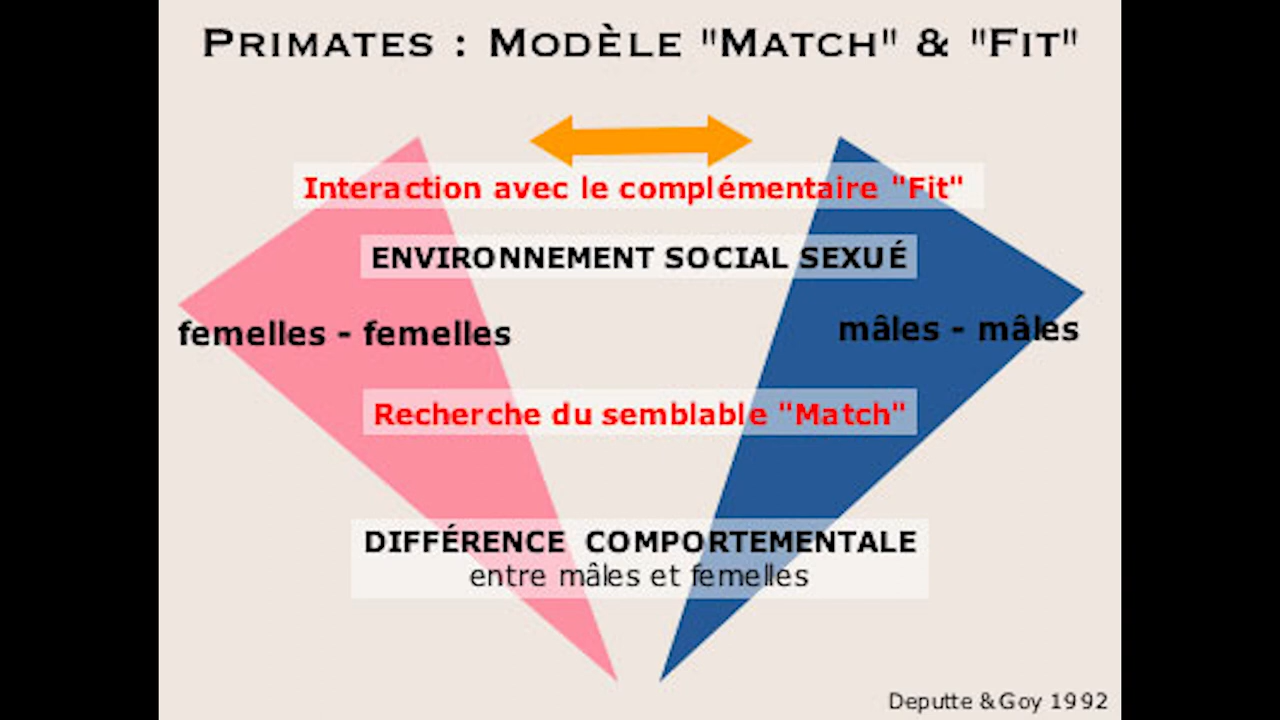 PRIMATES : MODÈLE "MATCH" & "FIT"
Interaction avec le complémentaire "Fit"
ENVIRONNEMENT SOCIAL SEXUÉ
femelles - femelles
mâles - mâles
Recherche du semblable "Match"
DIFFÉRENCE COMPORTEMENTALE
entre mâles et femelles
Deputte & Goy 1992